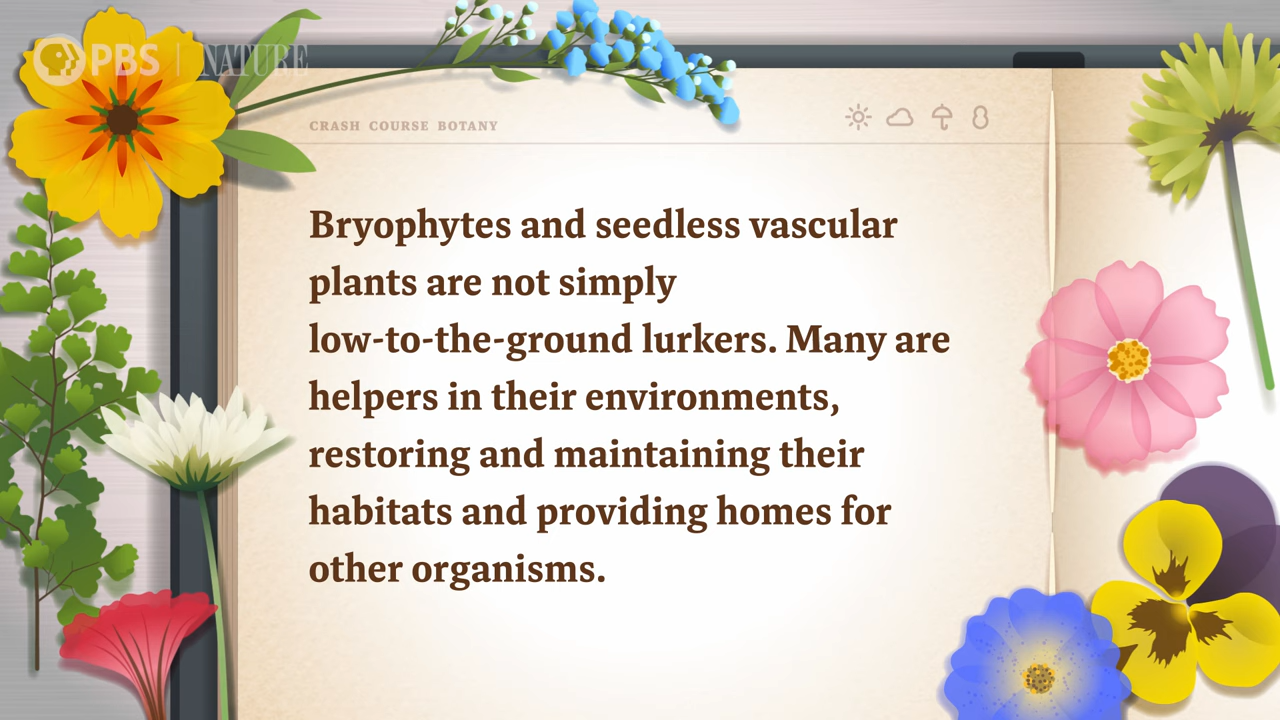 PBS | NATURE
CRASH COURSE BOTANY
Bryophytes and seedless vascular
plants are not simply
low-to-the-ground lurkers. Many are
helpers in their environments,
restoring and maintaining their
habitats and providing homes for
other organisms.